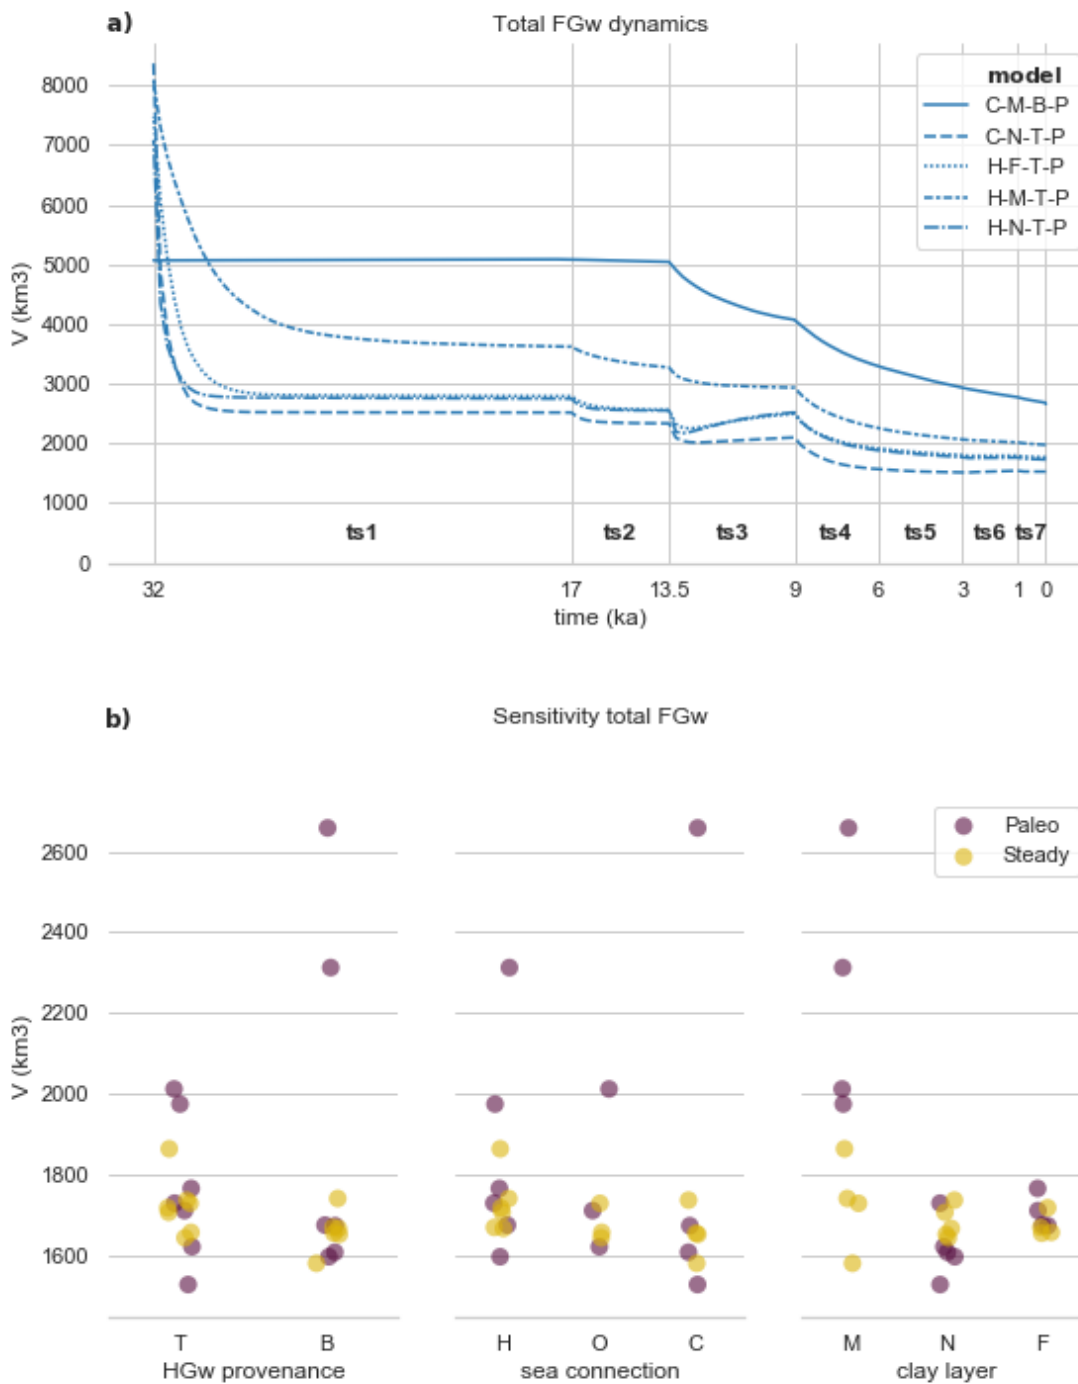 a)
Total FGw dynamics
8000
7000
6000
5000
4000
3000
2000
1000
0
V (km3)
model
C-M-B-P
C-N-T-P
H-F-T-P
H-M-T-P
H-N-T-P
ts1 ts2 ts3 ts4 ts5 ts6 ts7
32 17 13.5 9 6 3 1 0
time (ka)
b)
Sensitivity total FGw
2600
2400
2200
2000
1800
1600
V (km3)
Paleo
Steady
T B H O C M N F
HGw provenance sea connection clay layer